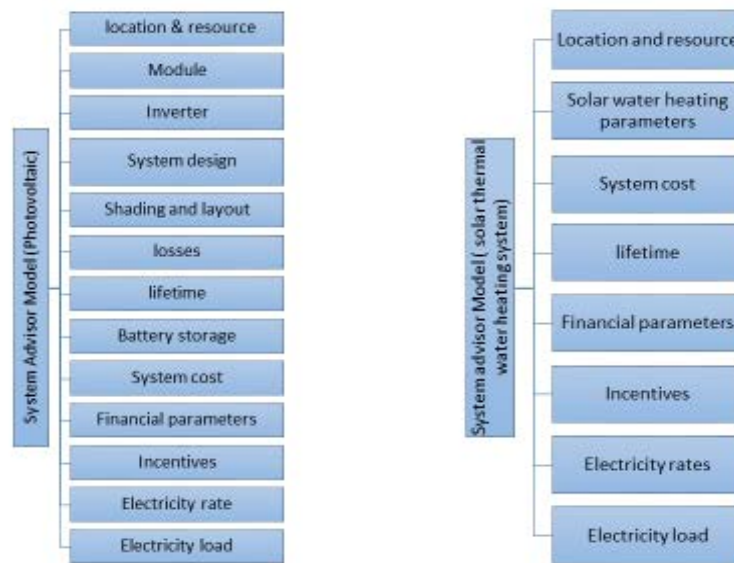 System Advisor Model (Photovoltaic)
location & resource
Module
Inverter
System design
Shading and layout
losses
lifetime
Battery storage
System cost
Financial parameters
Incentives
Electricity rate
Electricity load
System advisor Model ( solar thermal
water heating system)
Location and resource
Solar water heating
parameters
System cost
lifetime
Financial parameters
Incentives
Electricity rates
Electricity load